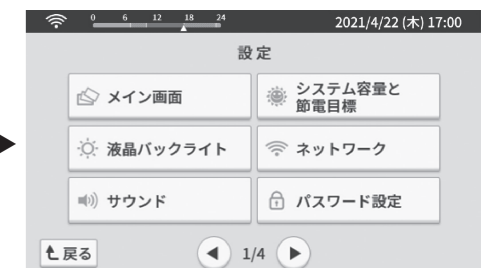 0 6 12 18 24
2021/4/22 (木) 17:00
設定
メイン画面
システム容量と
節電目標
液晶バックライト
ネットワーク
サウンド
パスワード設定
戻る
1/4